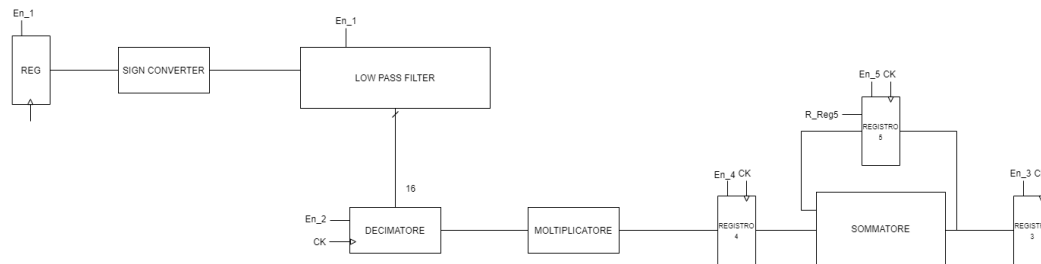 En_1
REG
SIGN CONVERTER
En_1
LOW PASS FILTER
16
En_2
CK
DECIMATORE
MOLTIPLICATORE
En_4 CK
REGISTRO
4
En_5 CK
R_Reg5
REGISTRO
5
SOMMATORE
En_3 C
REGISTR
3